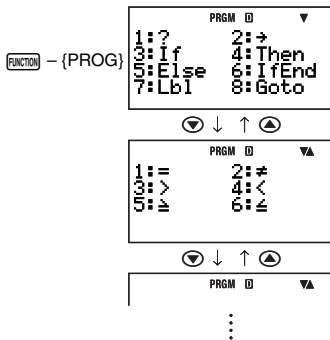 PRGM D ▼
1:? 2:→
3:If 4:Then
5:Else 6:IfEnd
7:Lbl 8:Goto
FUNCTION – {PROG}
▼ ↓ ↑ ▲
PRGM D ▼▲
1:= 2:≠
3:> 4:<
5:≧ 6:≦
▼ ↓ ↑ ▲
PRGM D ▼▲
⋮